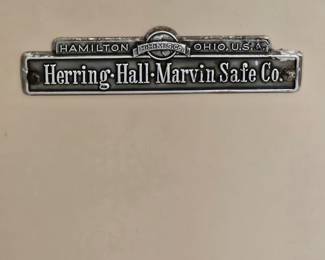 HAMILTON OHIO, U.S.A.
Herring·Hall·Marvin Safe Co.